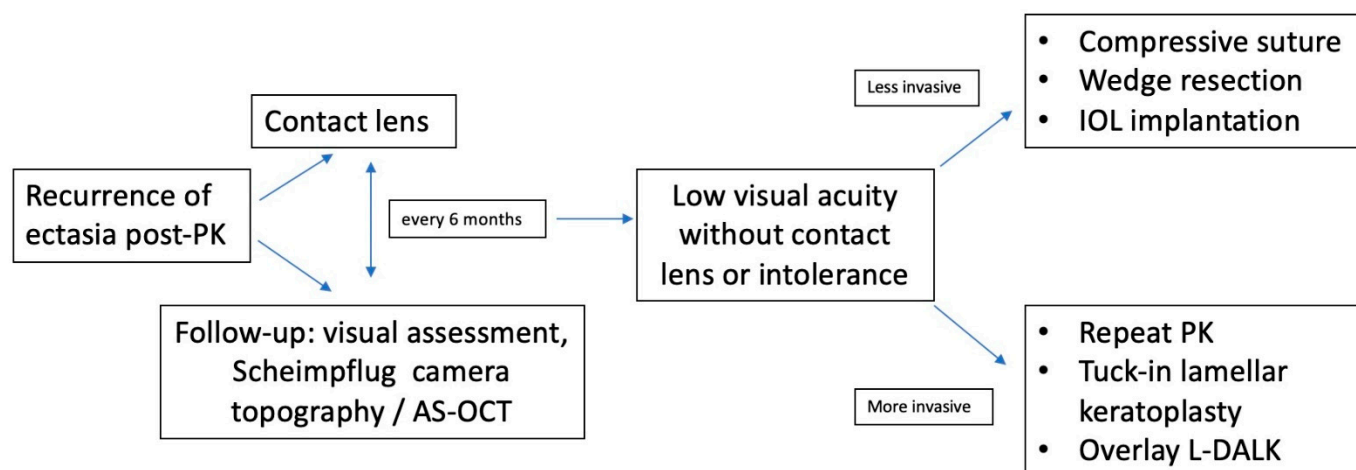 Recurrence of
ectasia post-PK
Contact lens
every 6 months
Follow-up: visual assessment,
Scheimpflug camera
topography / AS-OCT
Low visual acuity
without contact
lens or intolerance
Less invasive
• Compressive suture
• Wedge resection
• IOL implantation
More invasive
• Repeat PK
• Tuck-in lamellar
keratoplasty
• Overlay L-DALK